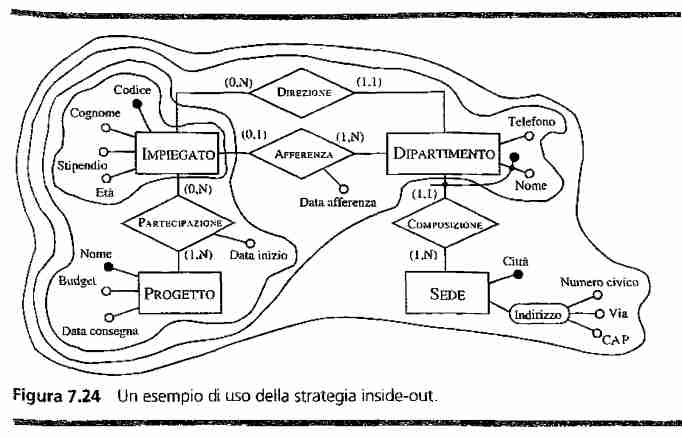 (0,N)
DIREZIONE
(1,1)
Codice
Cognome
Telefono
(0,1)
(1,N)
IMPIEGATO
AFFERENZA
DIPARTIMENTO
Stipendio
Età
(0,N)
Data afferenza
(1,1)
Nome
PARTECIPAZIONE
COMPOSIZIONE
Nome
(1,N)
Data inizio
(1,N)
Città
Numero civico
Budget
PROGETTO
SEDE
Indirizzo
Via
Data consegna
CAP
Figura 7.24 Un esempio di uso della strategia inside-out.